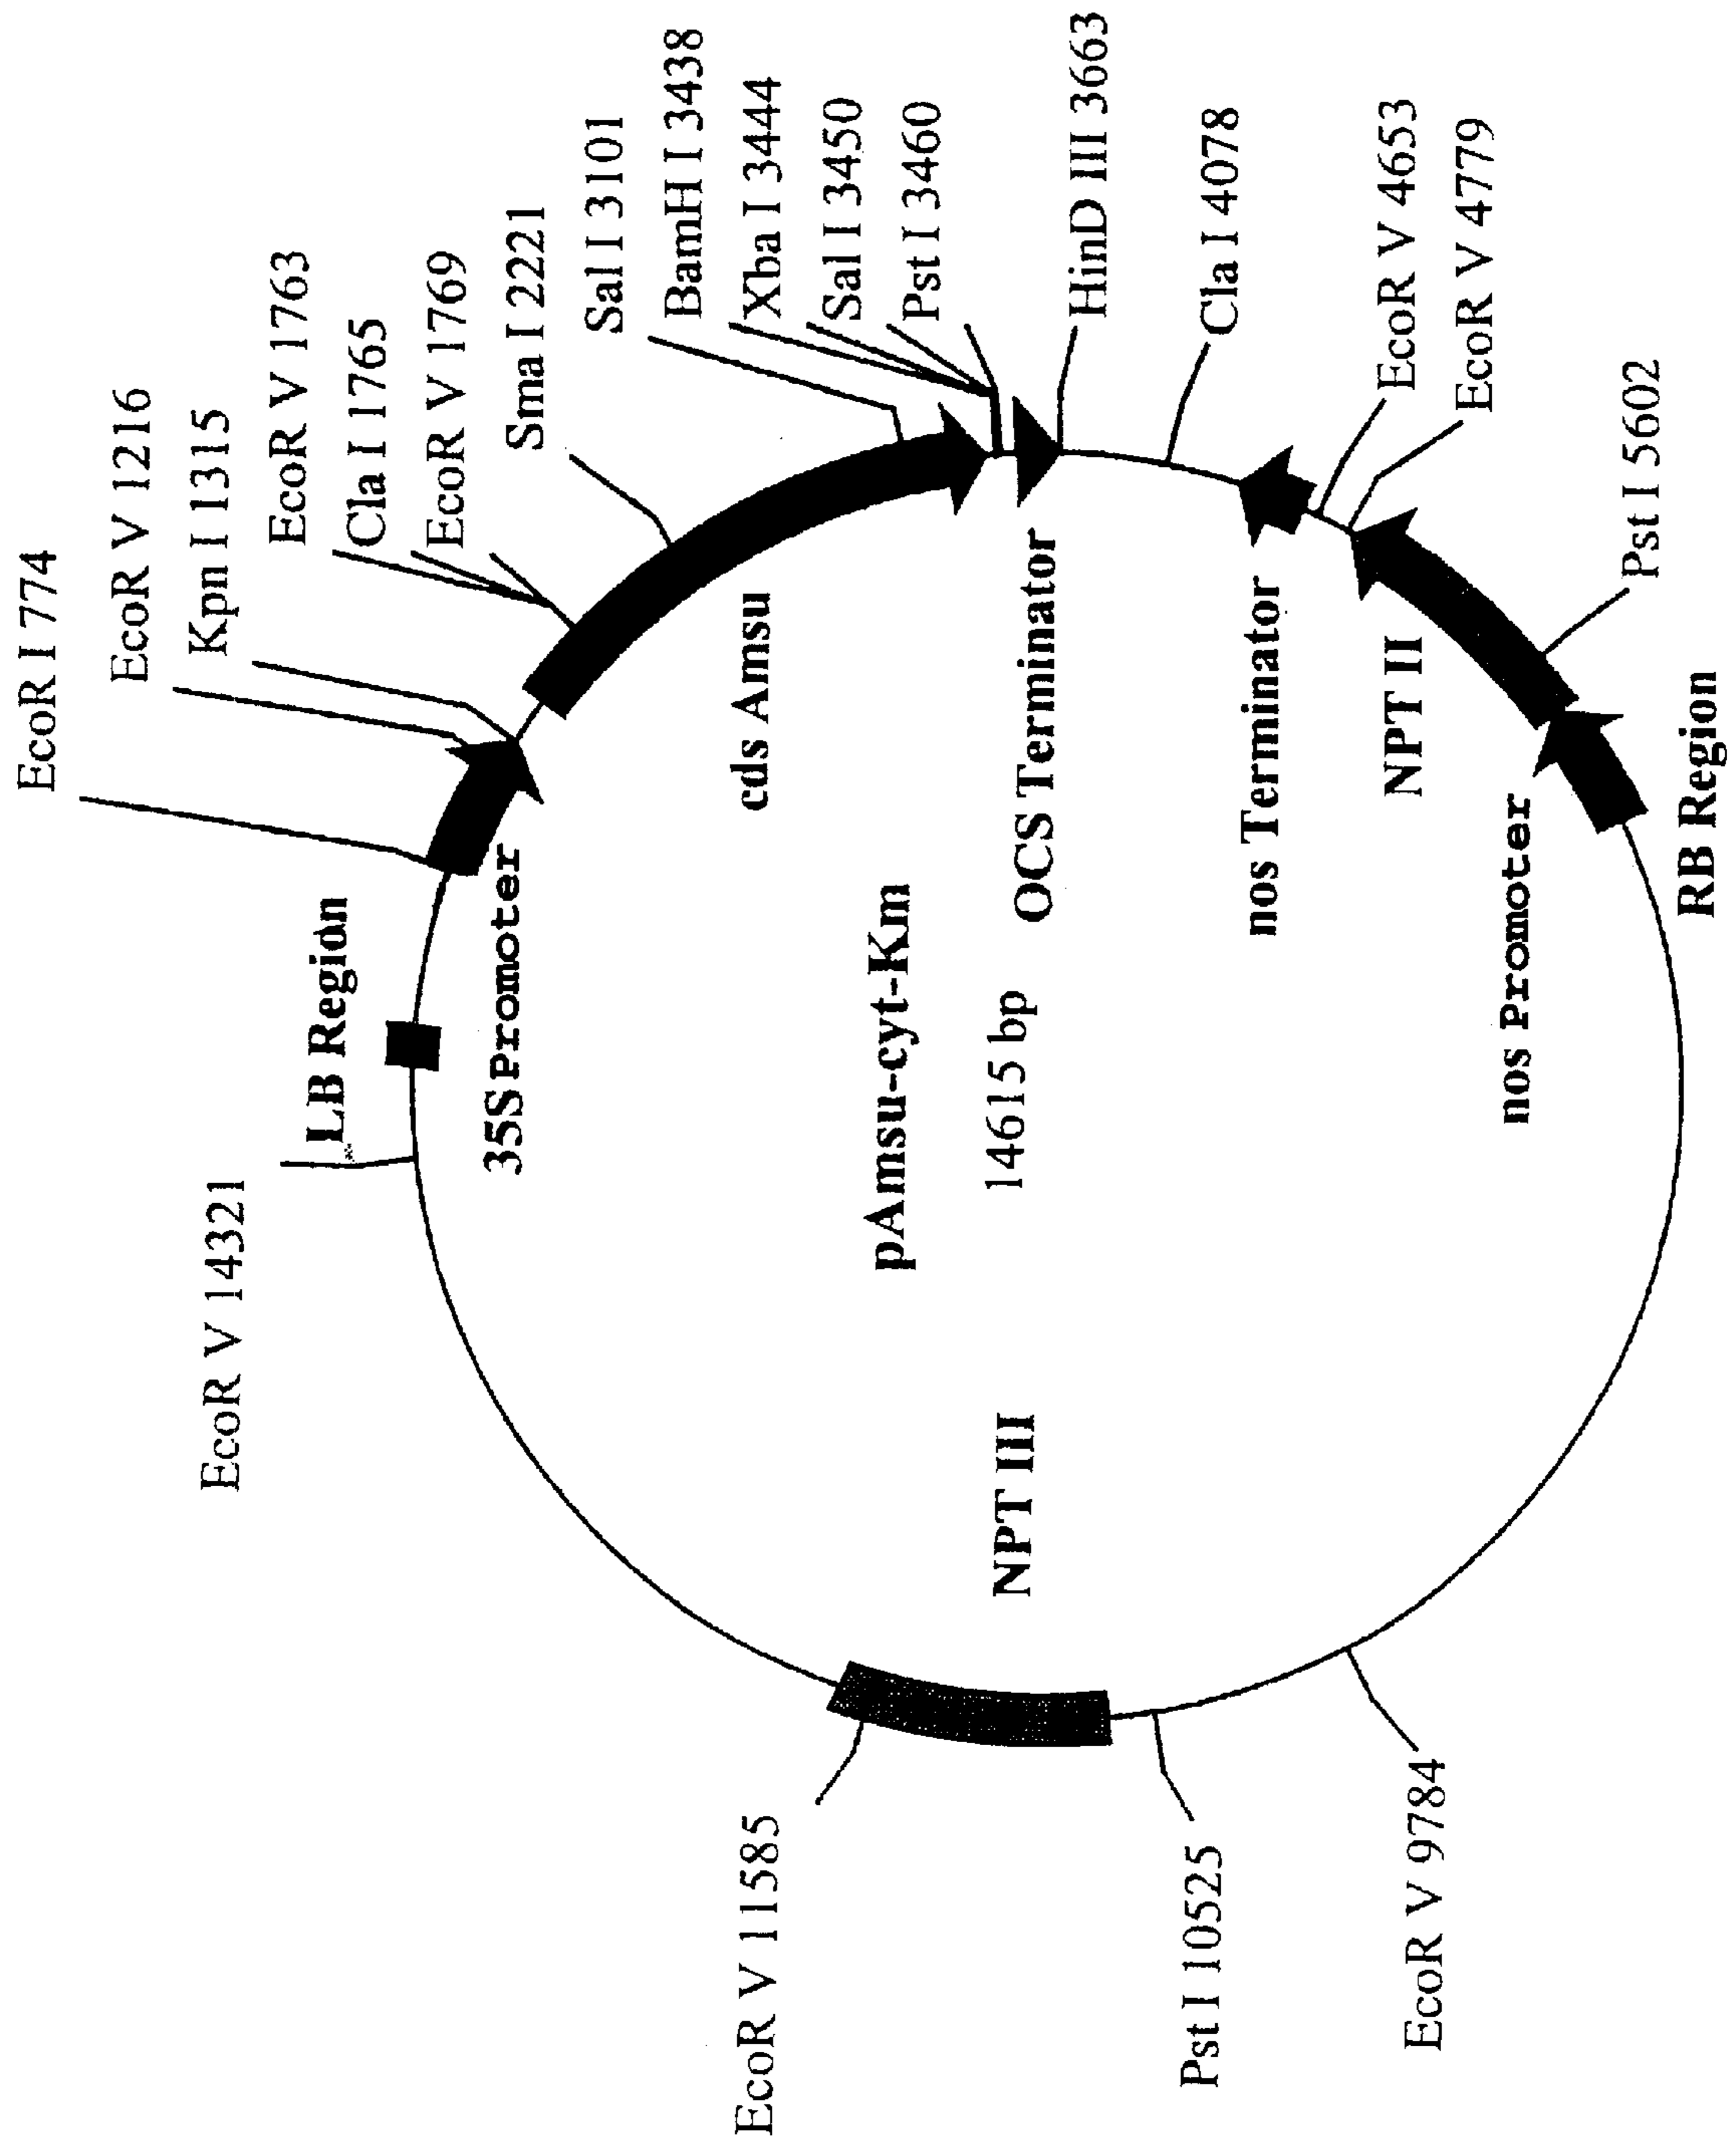 EcoR I 774
EcoR V 1216
Kpn I 1315
EcoR V 1763
Cla I 1765
EcoR V 1769
Sma I 2221
Sal I 3101
BamH I 3438
Xba I 3444
Sal I 3450
Pst I 3460
HinD III 3663
Cla I 4078
EcoR V 4653
EcoR V 4779
Pst I 5602
EcoR V 14321
LB Region
35S Promoter
cds Amsu
OCS Terminator
nos Terminator
NPT II
nos Promoter
RB Region
pAmsu-cyt-Km
14615 bp
NPT III
EcoR V 11585
Pst I 10525
EcoR V 9784